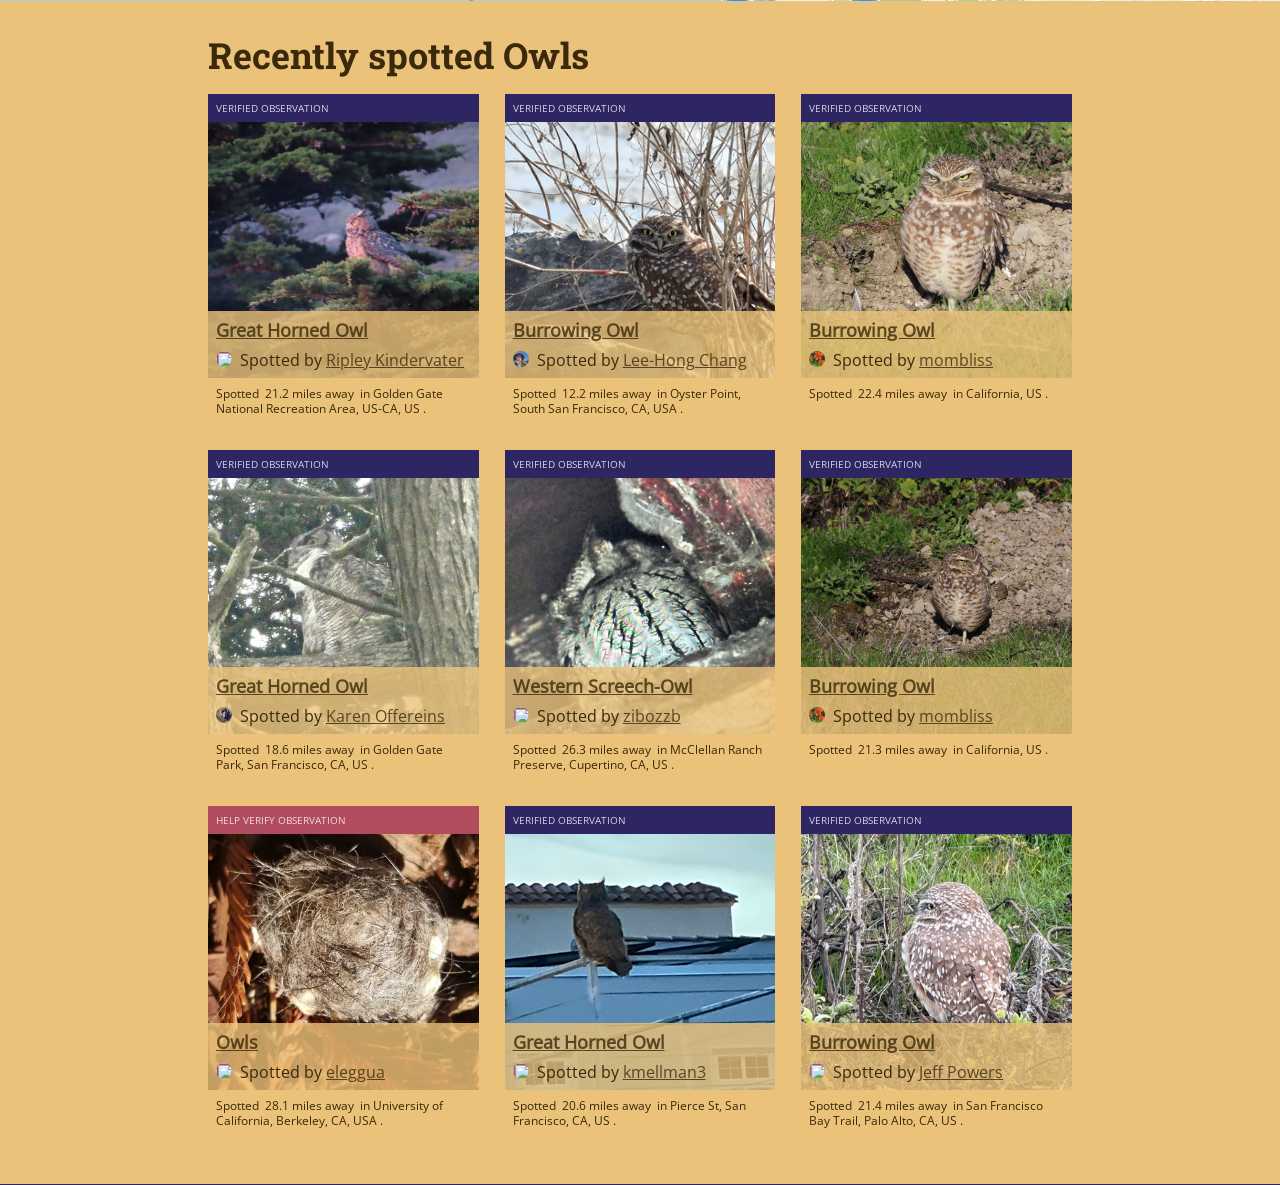 Recently spotted Owls
VERIFIED OBSERVATION
Great Horned Owl
Spotted by Ripley Kindervater
Spotted 21.2 miles away in Golden Gate
National Recreation Area, US-CA, US .
VERIFIED OBSERVATION
Burrowing Owl
Spotted by Lee-Hong Chang
Spotted 12.2 miles away in Oyster Point,
South San Francisco, CA, USA .
VERIFIED OBSERVATION
Burrowing Owl
Spotted by mombliss
Spotted 22.4 miles away in California, US .
VERIFIED OBSERVATION
Great Horned Owl
Spotted by Karen Offereins
Spotted 18.6 miles away in Golden Gate
Park, San Francisco, CA, US .
VERIFIED OBSERVATION
Western Screech-Owl
Spotted by zibozzb
Spotted 26.3 miles away in McClellan Ranch
Preserve, Cupertino, CA, US .
VERIFIED OBSERVATION
Burrowing Owl
Spotted by mombliss
Spotted 21.3 miles away in California, US .
HELP VERIFY OBSERVATION
Owls
Spotted by eleggua
Spotted 28.1 miles away in University of
California, Berkeley, CA, USA .
VERIFIED OBSERVATION
Great Horned Owl
Spotted by kmellman3
Spotted 20.6 miles away in Pierce St, San
Francisco, CA, US .
VERIFIED OBSERVATION
Burrowing Owl
Spotted by Jeff Powers
Spotted 21.4 miles away in San Francisco
Bay Trail, Palo Alto, CA, US .